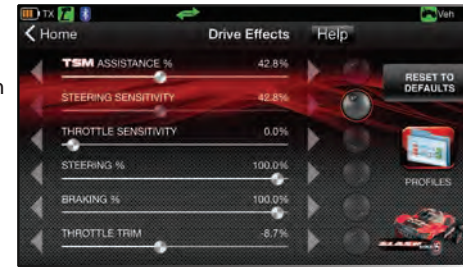 TX
Veh
Home
Drive Effects
Help
TSM ASSISTANCE % 42.8%
RESET TO
DEFAULTS
STEERING SENSITIVITY 42.8%
THROTTLE SENSITIVITY 0.0%
STEERING % 100.0%
PROFILES
BRAKING % 100.0%
THROTTLE TRIM -8.7%
SLASH